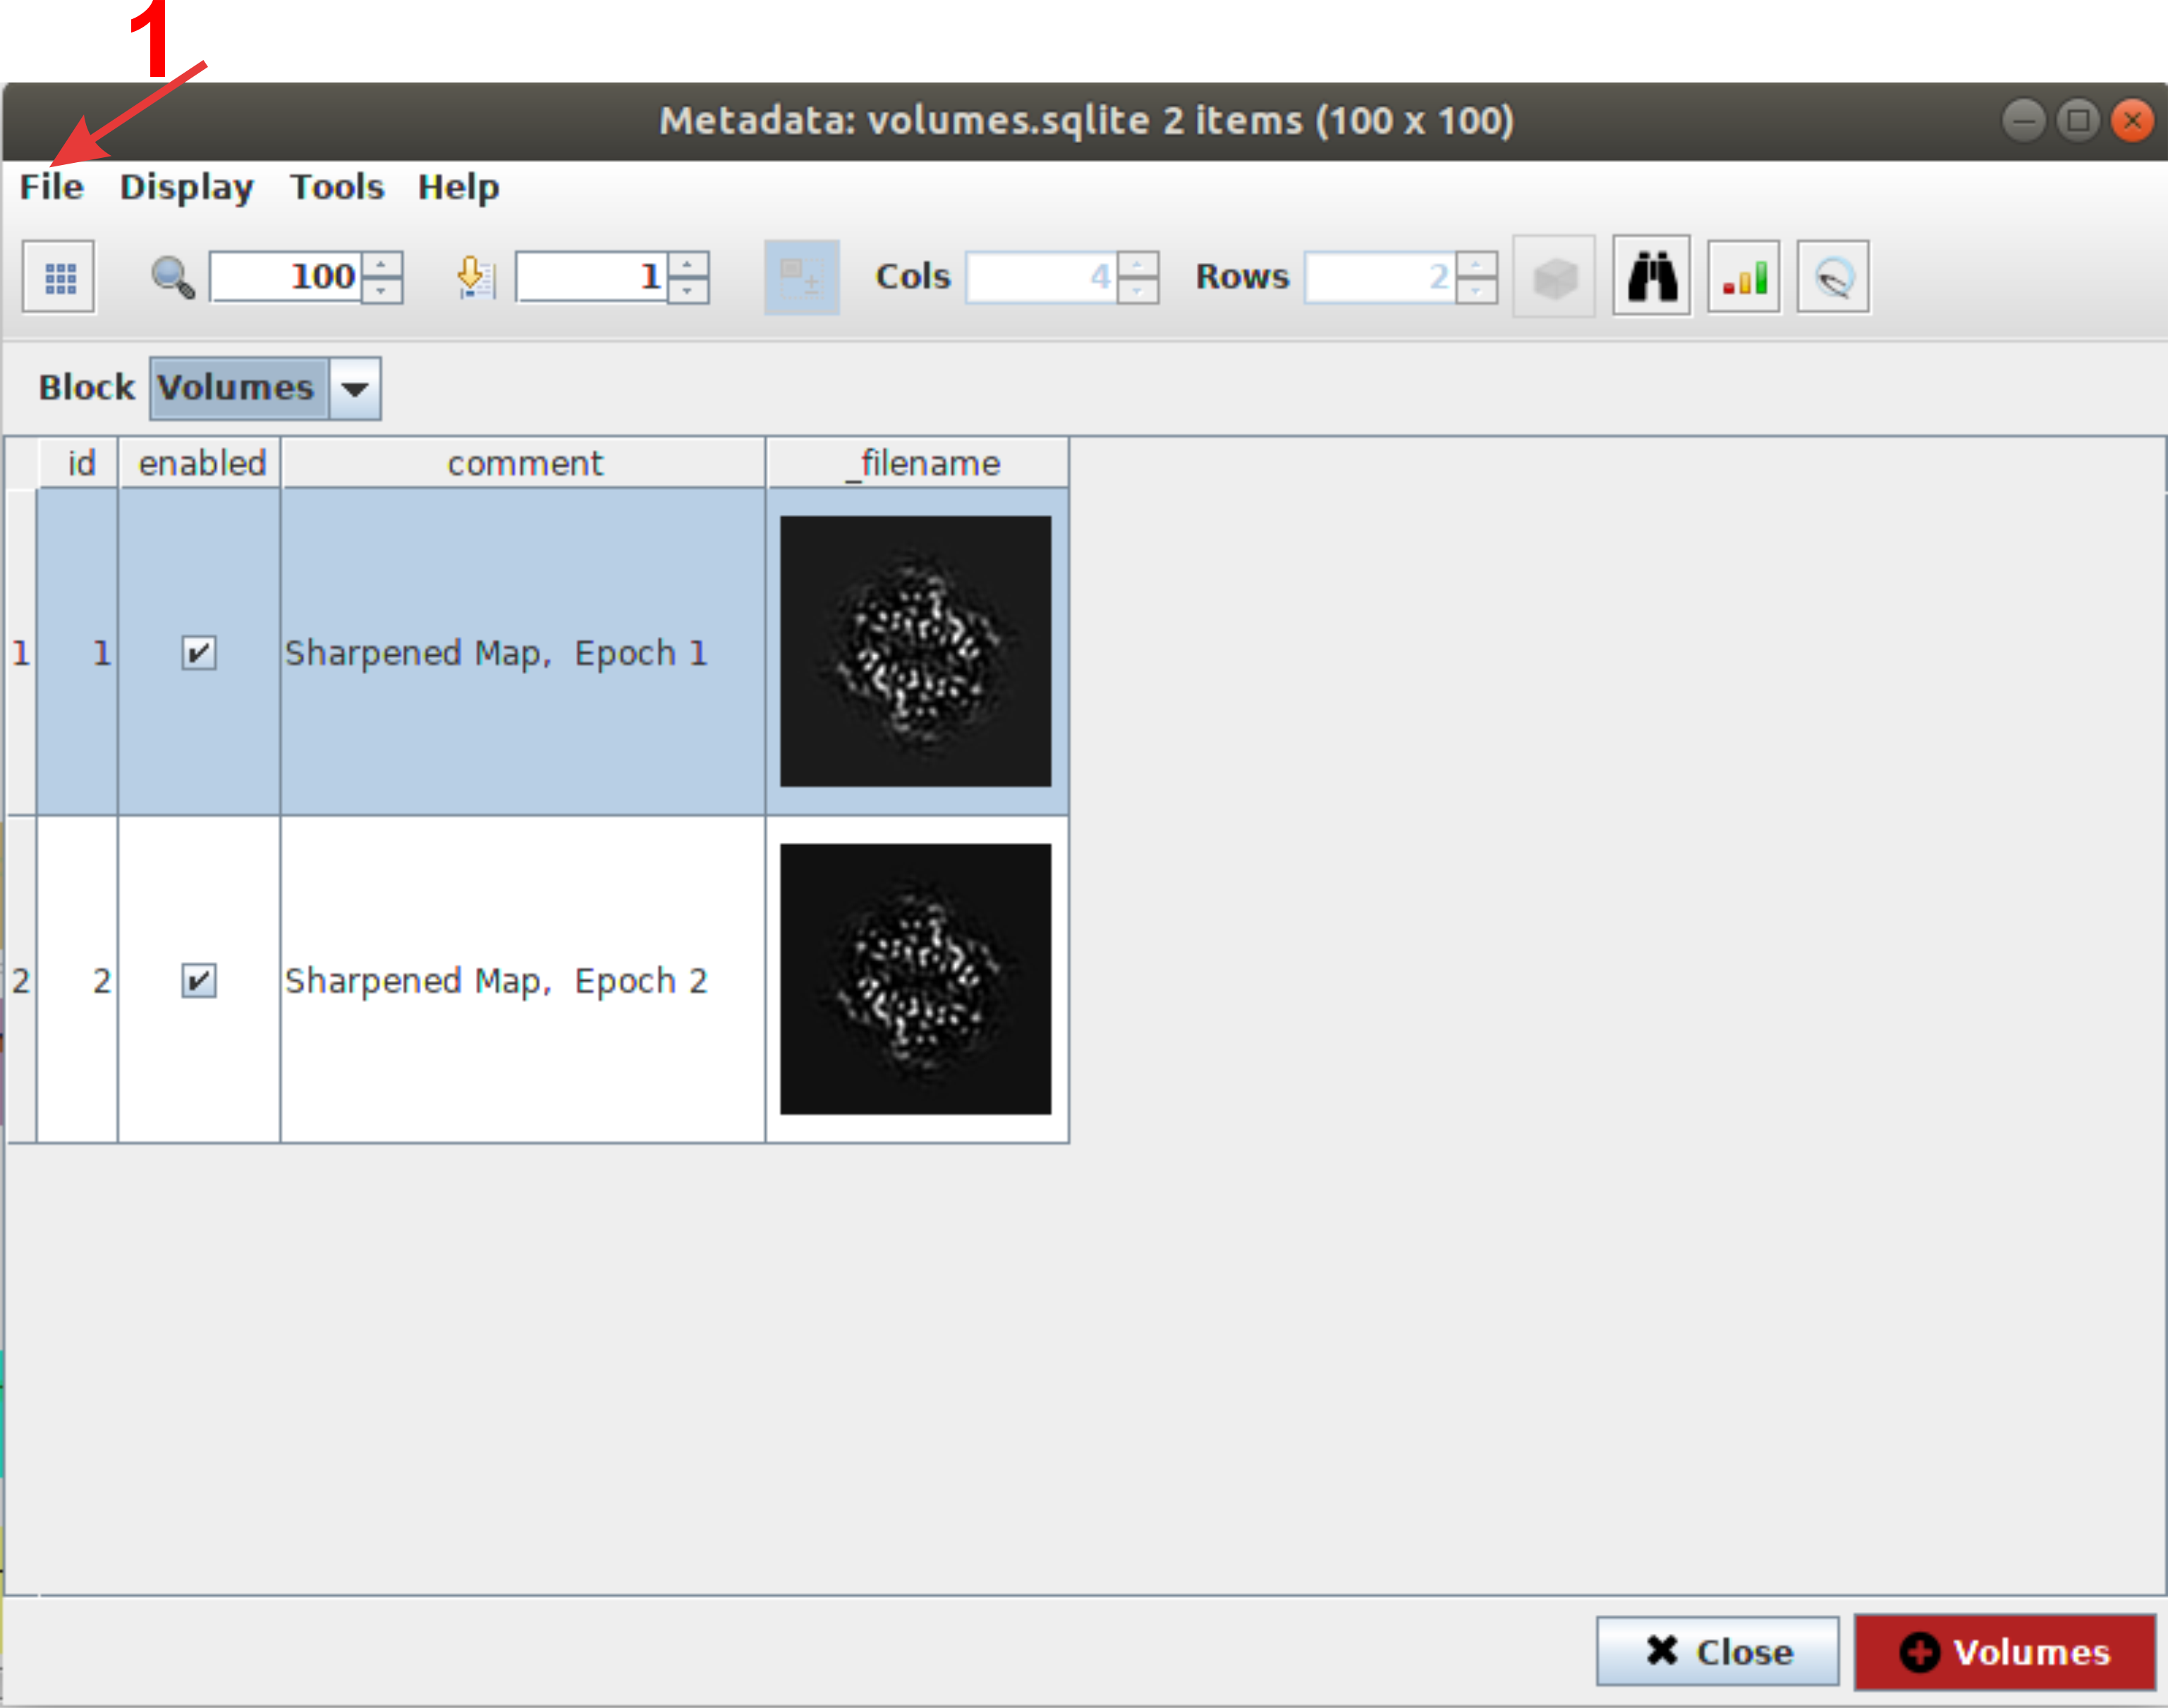 1
Metadata: volumes.sqlite 2 items (100 x 100)
File Display Tools Help
100 1 Cols 4 Rows 2
Block Volumes
id enabled comment _filename
1 1 Sharpened Map, Epoch 1
2 2 Sharpened Map, Epoch 2
Close Volumes